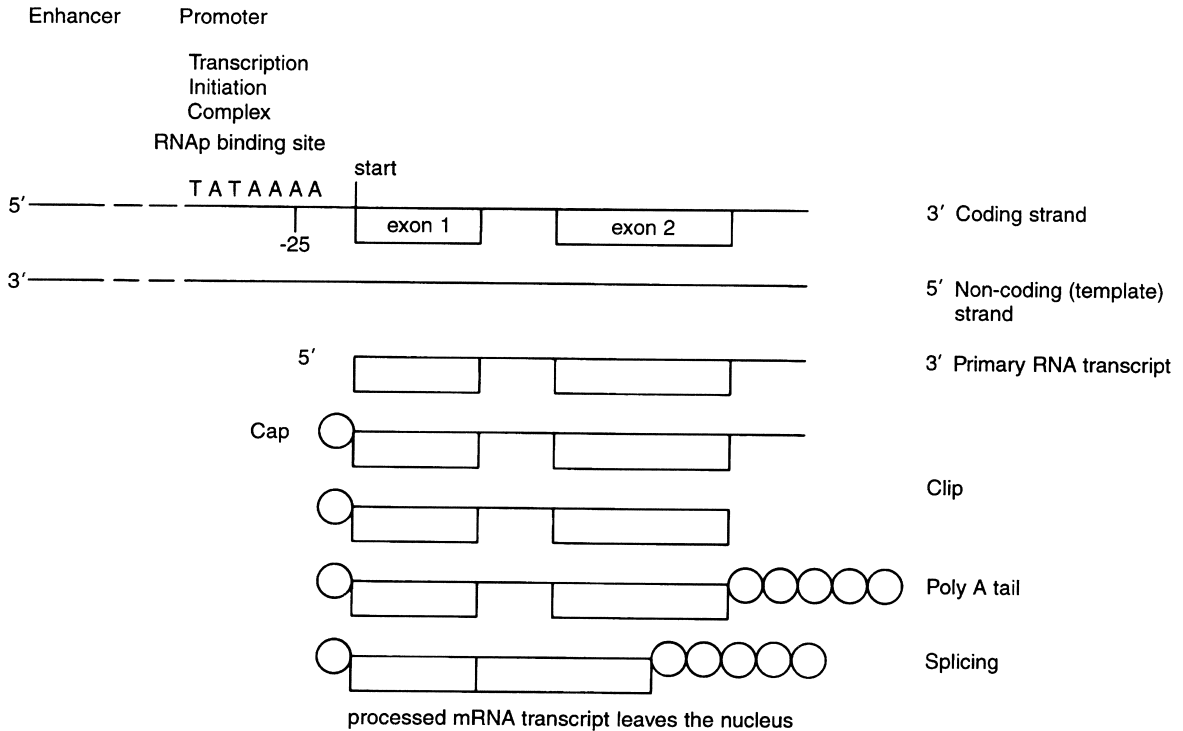 Enhancer Promoter
Transcription
Initiation
Complex
RNAp binding site
start
T A T A A A A
5′
exon 1 exon 2
3′ Coding strand
-25
3′
5′ Non-coding (template)
strand
5′
3′ Primary RNA transcript
Cap
Clip
Poly A tail
Splicing
processed mRNA transcript leaves the nucleus